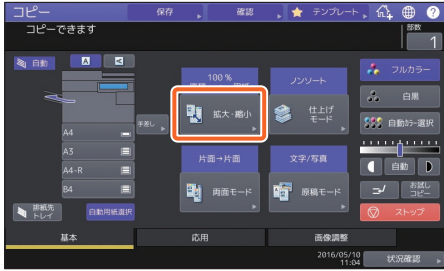 コピー
保存
確認
テンプレート
?
コピーできます
部数
1
自動
A
100 %
ノンソート
フルカラー
拡大・縮小
仕上げ
モード
白黒
自動カラー選択
手差し
A4
A3
A4-R
B4
片面→片面
文字/写真
自動
両面モード
原稿モード
お試し
コピー
排紙先
トレイ
自動用紙選択
ストップ
基本
応用
画像調整
2016/05/10
11:04
状況確認